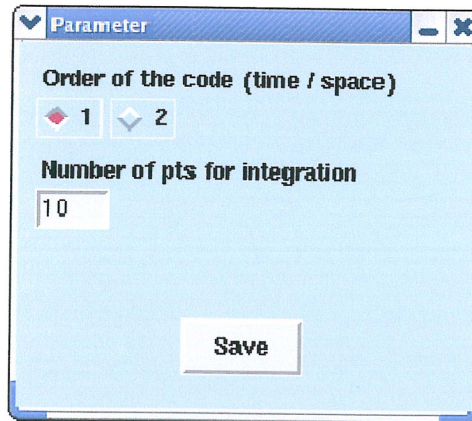 Parameter
Order of the code (time / space)
1 2
Number of pts for integration
10
Save